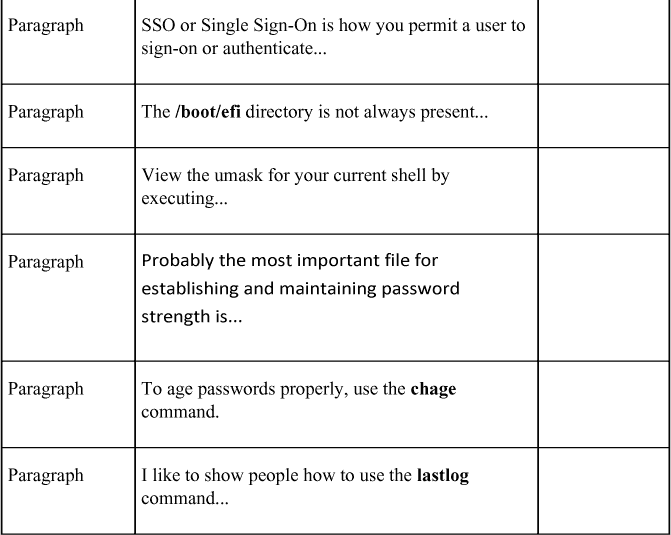 Paragraph
SSO or Single Sign-On is how you permit a user to
sign-on or authenticate...
Paragraph
The /boot/efi directory is not always present...
Paragraph
View the umask for your current shell by
executing...
Paragraph
Probably the most important file for
establishing and maintaining password
strength is...
Paragraph
To age passwords properly, use the chage
command.
Paragraph
I like to show people how to use the lastlog
command...